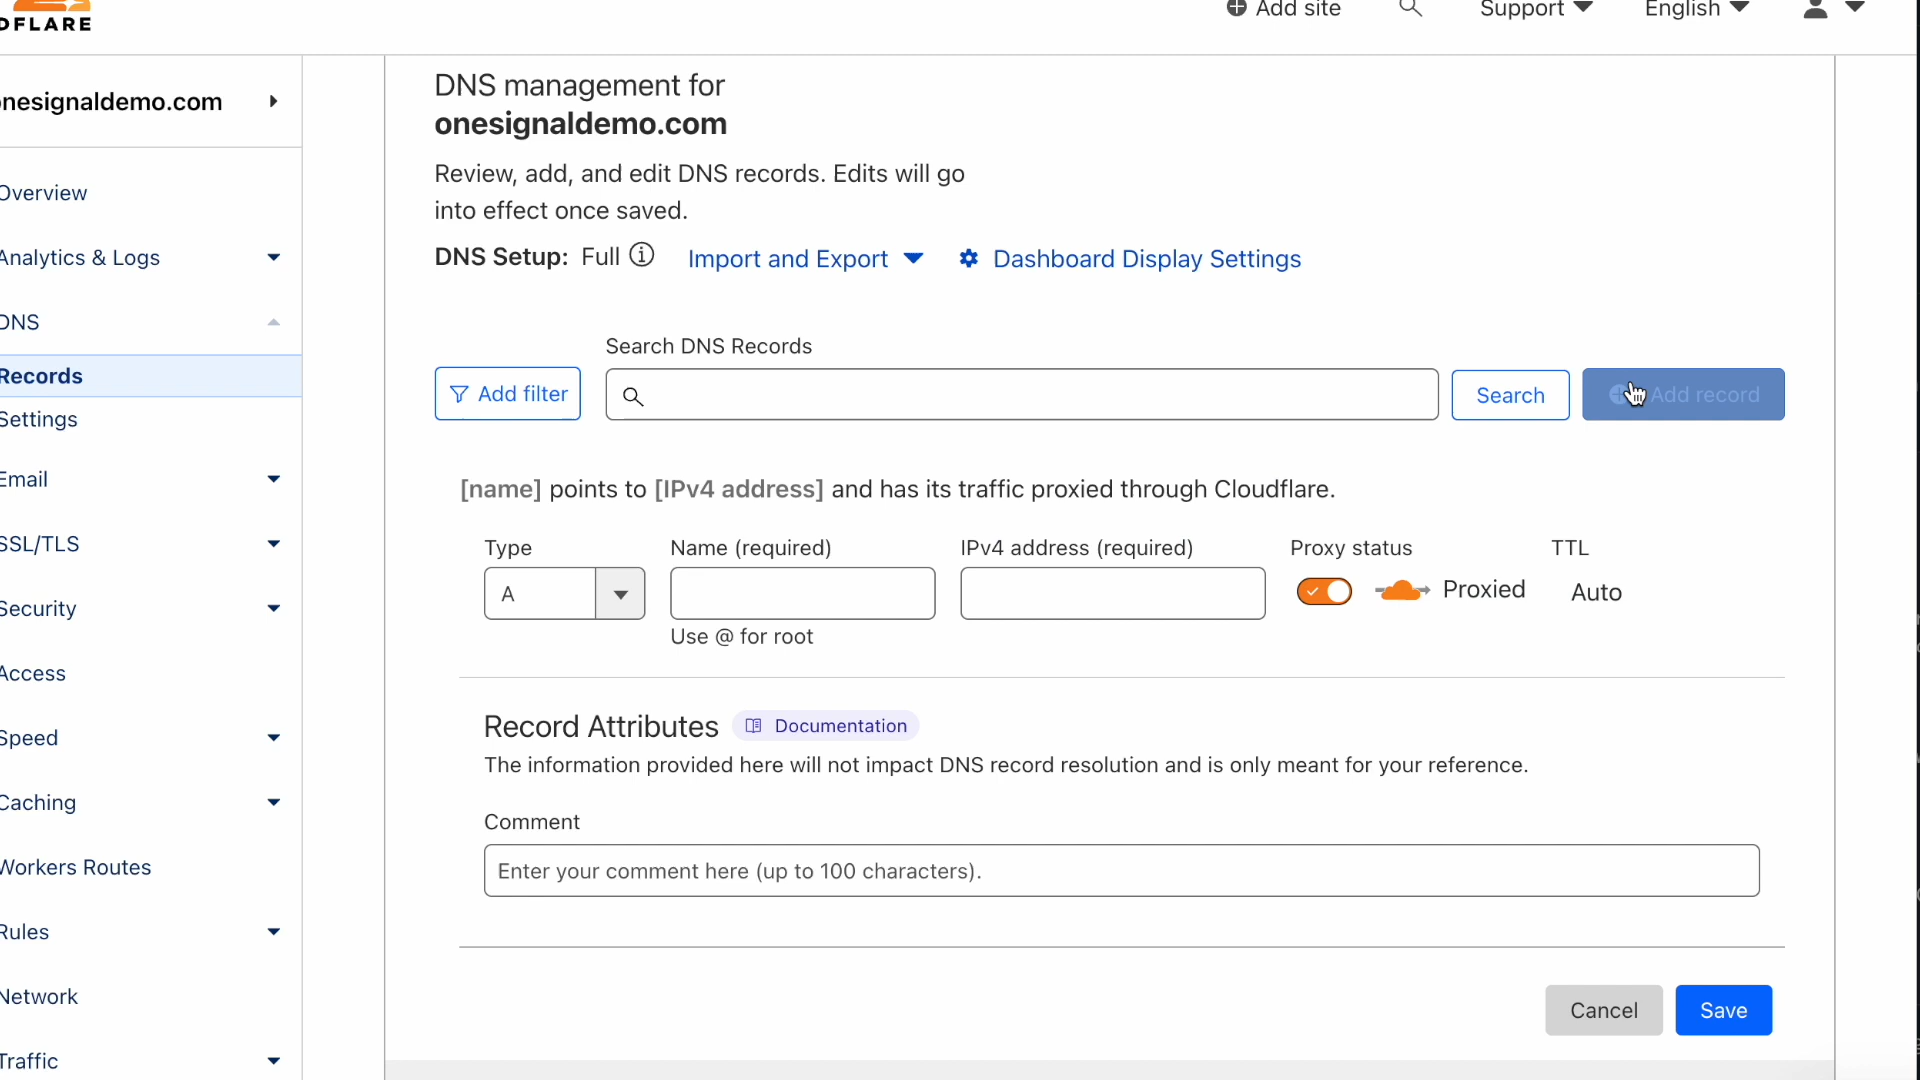 DFLARE
Add site
Support
English
nesignaldemo.com
Overview
Analytics & Logs
DNS
Records
Settings
Email
SSL/TLS
Security
Access
Speed
Caching
Workers Routes
Rules
Network
Traffic
DNS management for
onesignaldemo.com
Review, add, and edit DNS records. Edits will go
into effect once saved.
DNS Setup: Full Import and Export Dashboard Display Settings
Search DNS Records
Add filter Search Add record
[name] points to [IPv4 address] and has its traffic proxied through Cloudflare.
Type Name (required) IPv4 address (required) Proxy status TTL
A Proxied Auto
Use @ for root
Record Attributes Documentation
The information provided here will not impact DNS record resolution and is only meant for your reference.
Comment
Enter your comment here (up to 100 characters).
Cancel Save